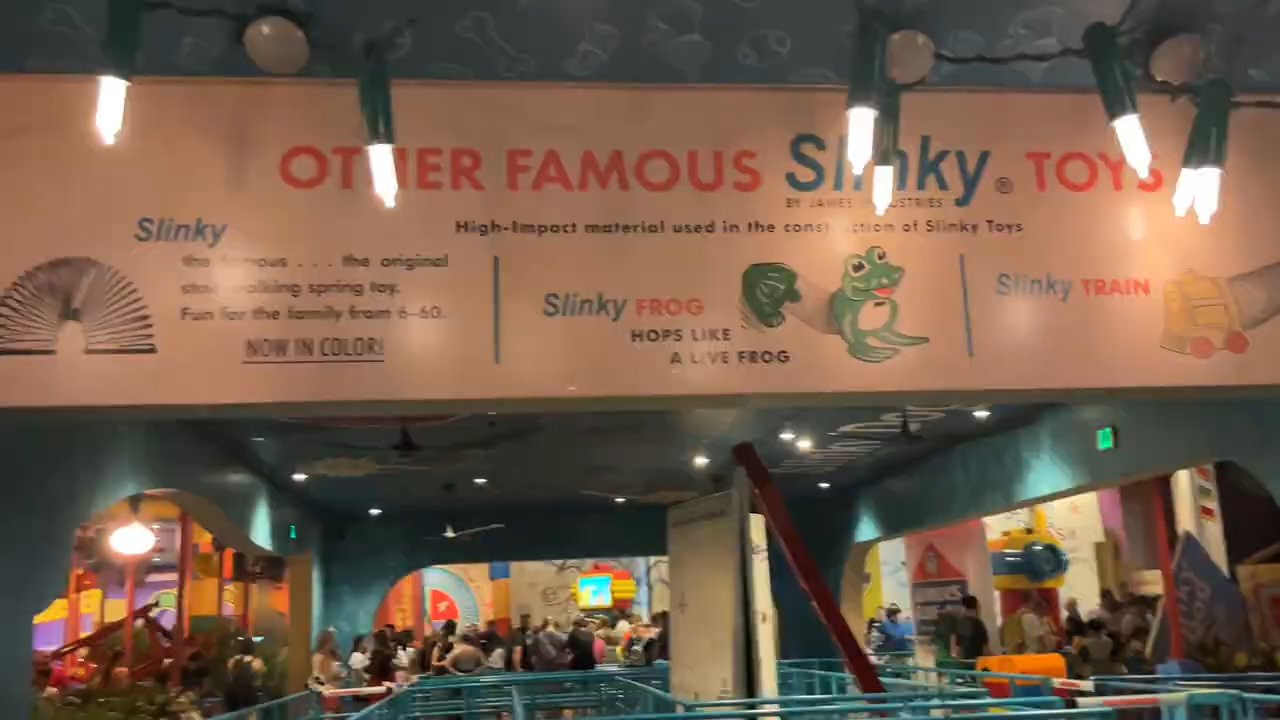 OTHER FAMOUS Slinky® TOYS
BY JAMES INDUSTRIES
High-Impact material used in the construction of Slinky Toys
Slinky
the famous . . . the original
stair walking spring toy.
Fun for the family from 6-60.
NOW IN COLOR!
Slinky FROG
HOPS LIKE
A LIVE FROG
Slinky TRAIN